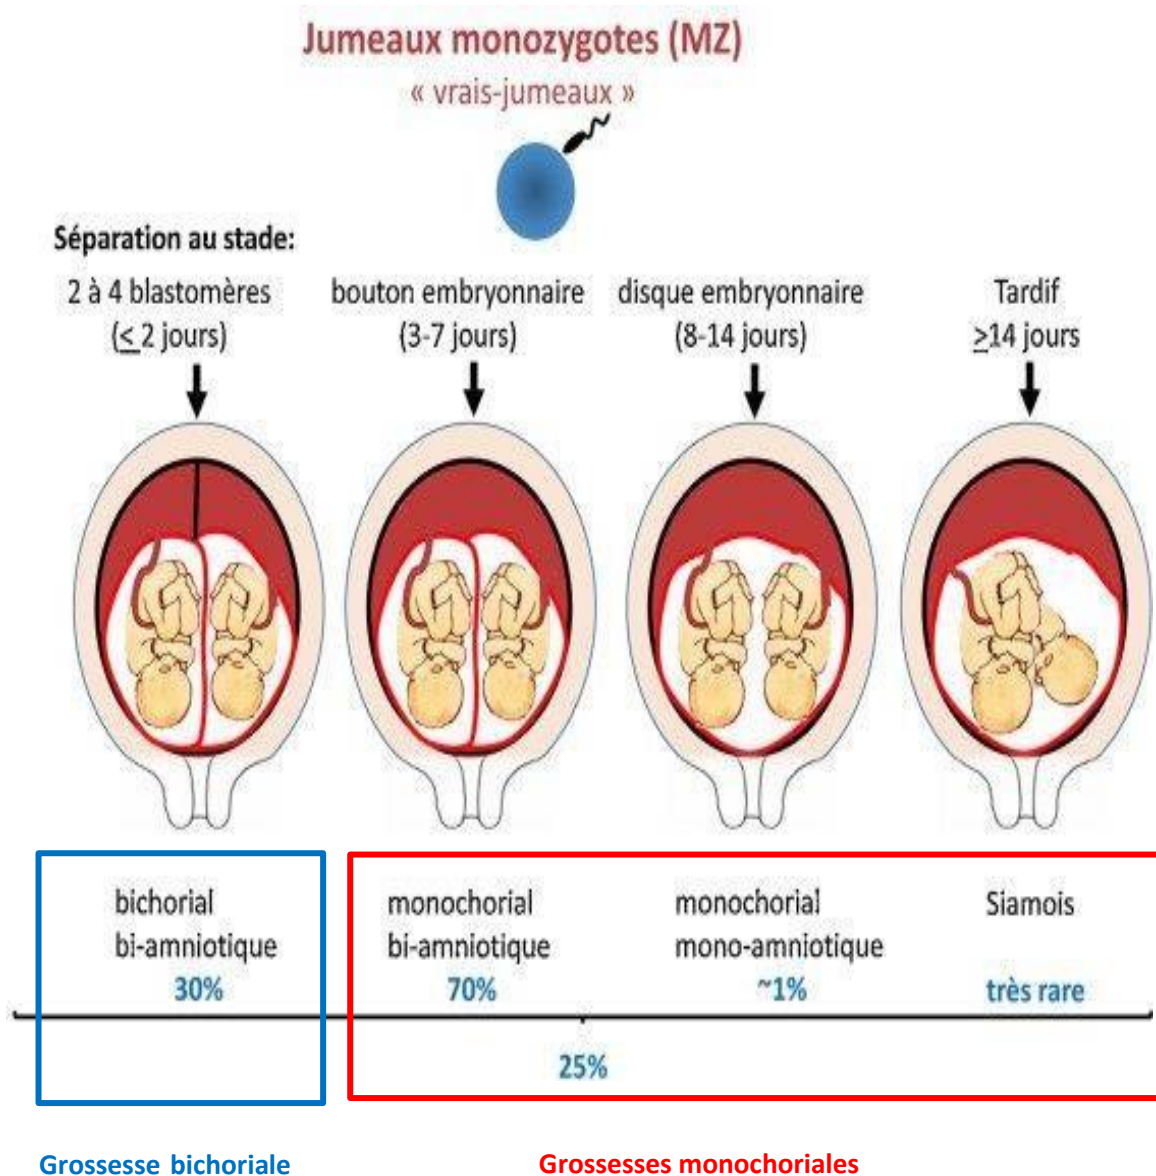 Jumeaux monozygotes (MZ)
« vrais-jumeaux »
Séparation au stade:
2 à 4 blastomères
(< 2 jours)
bouton embryonnaire
(3-7 jours)
disque embryonnaire
(8-14 jours)
Tardif
>14 jours
bichorial
bi-amniotique
30%
monochorial
bi-amniotique
70%
monochorial
mono-amniotique
~1%
Siamois
très rare
25%
Grossesse bichoriale
Grossesses monochoriales